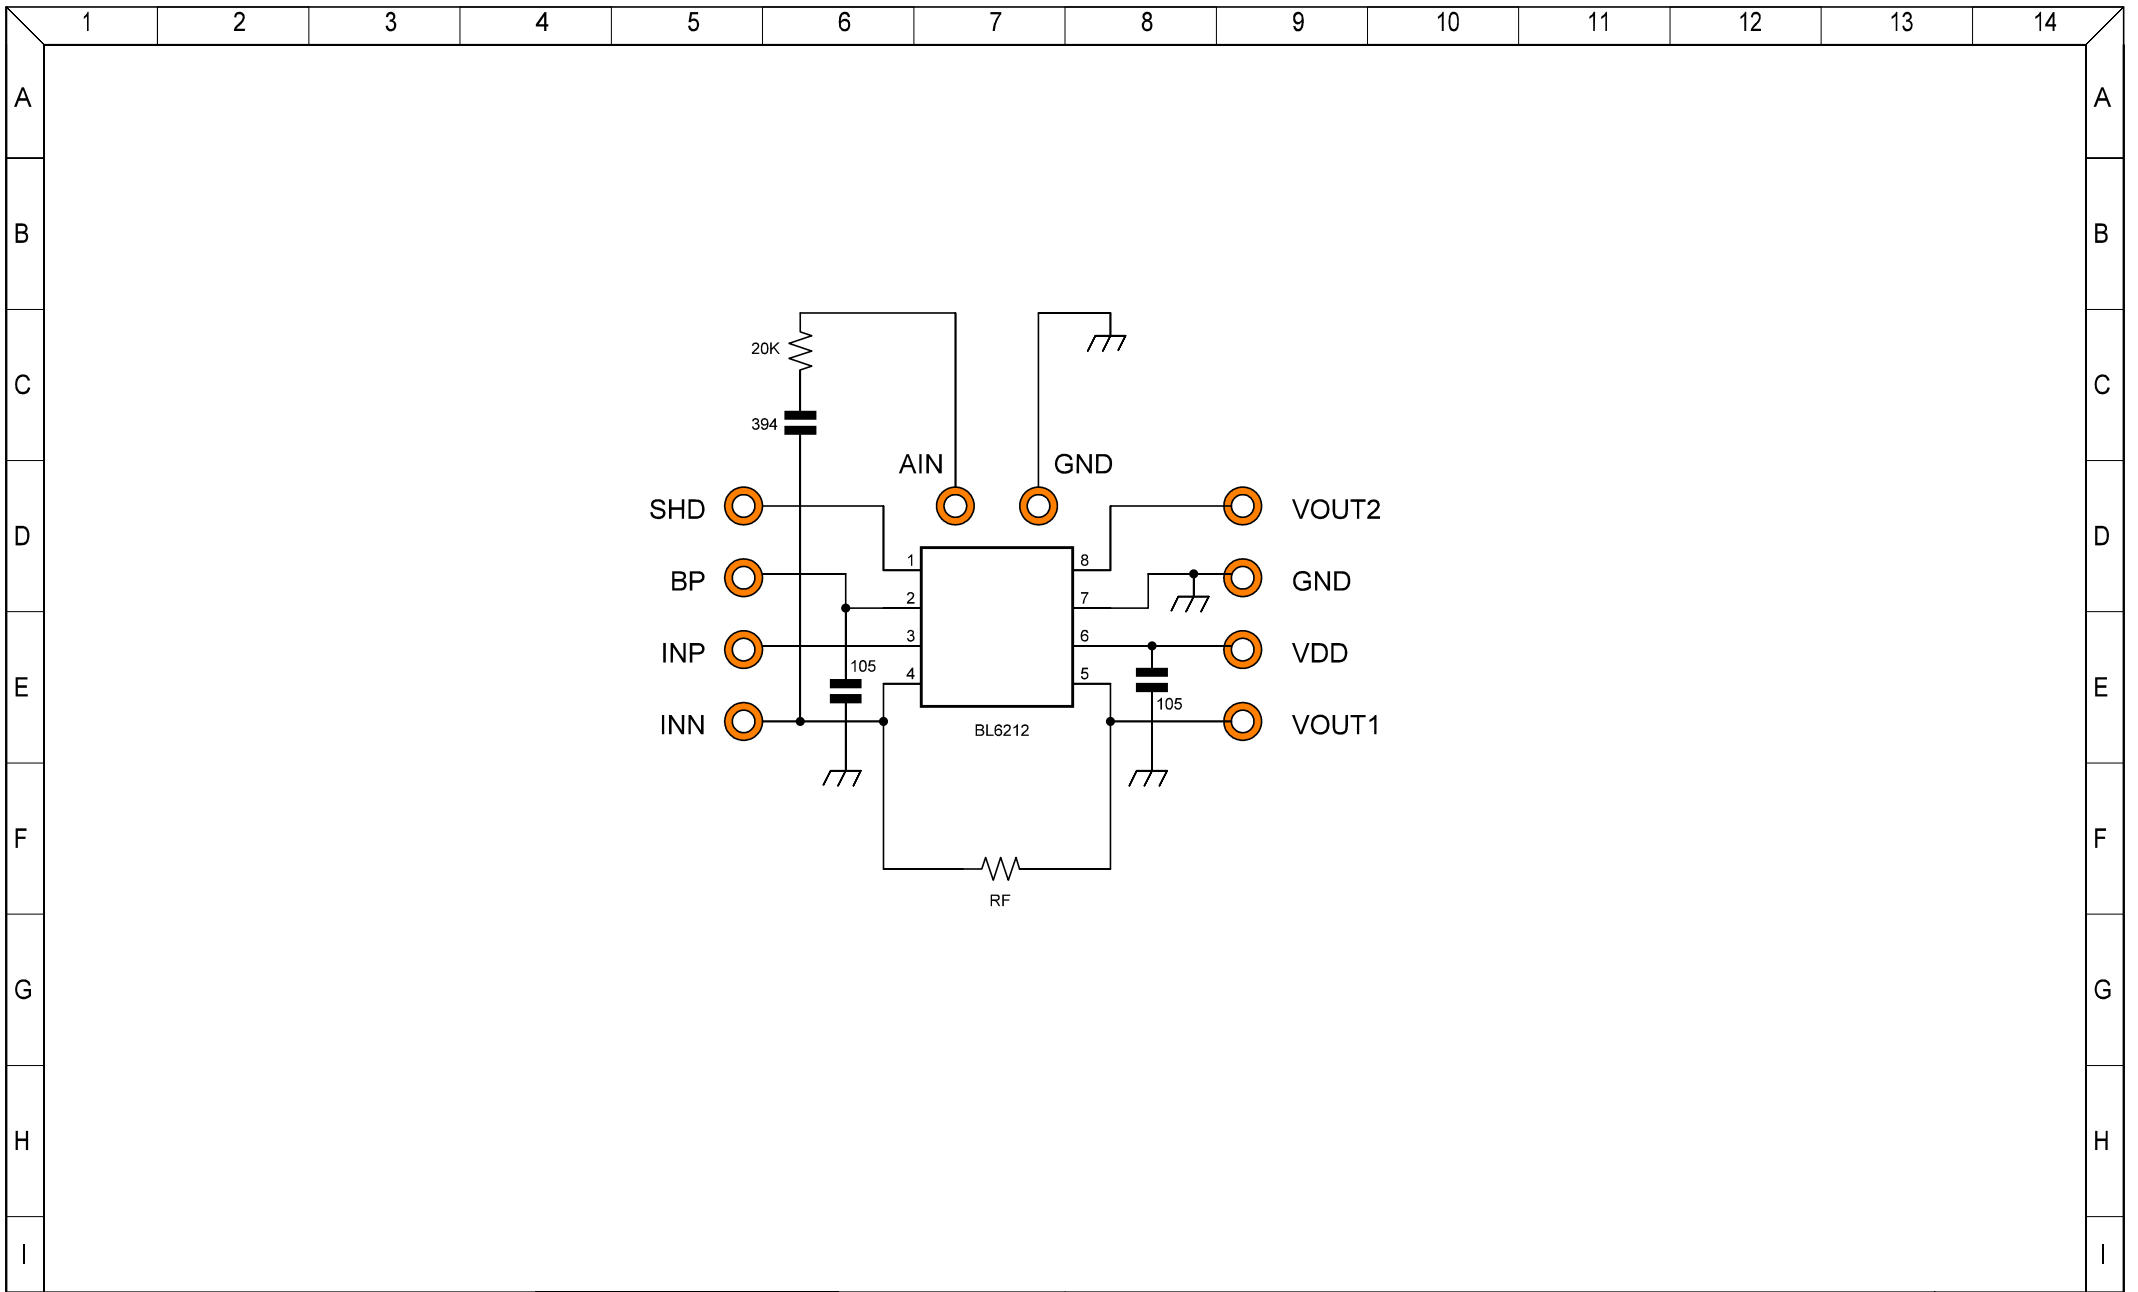 1 2 3 4 5 6 7 8 9 10 11 12 13 14
A A
B B
20K
C C
394
AIN GND
SHD VOUT2
D D
1 8
BP GND
2 7
3 6
INP VDD
105
4 5
E E
105
INN VOUT1
BL6212
F F
RF
G G
H H
I I